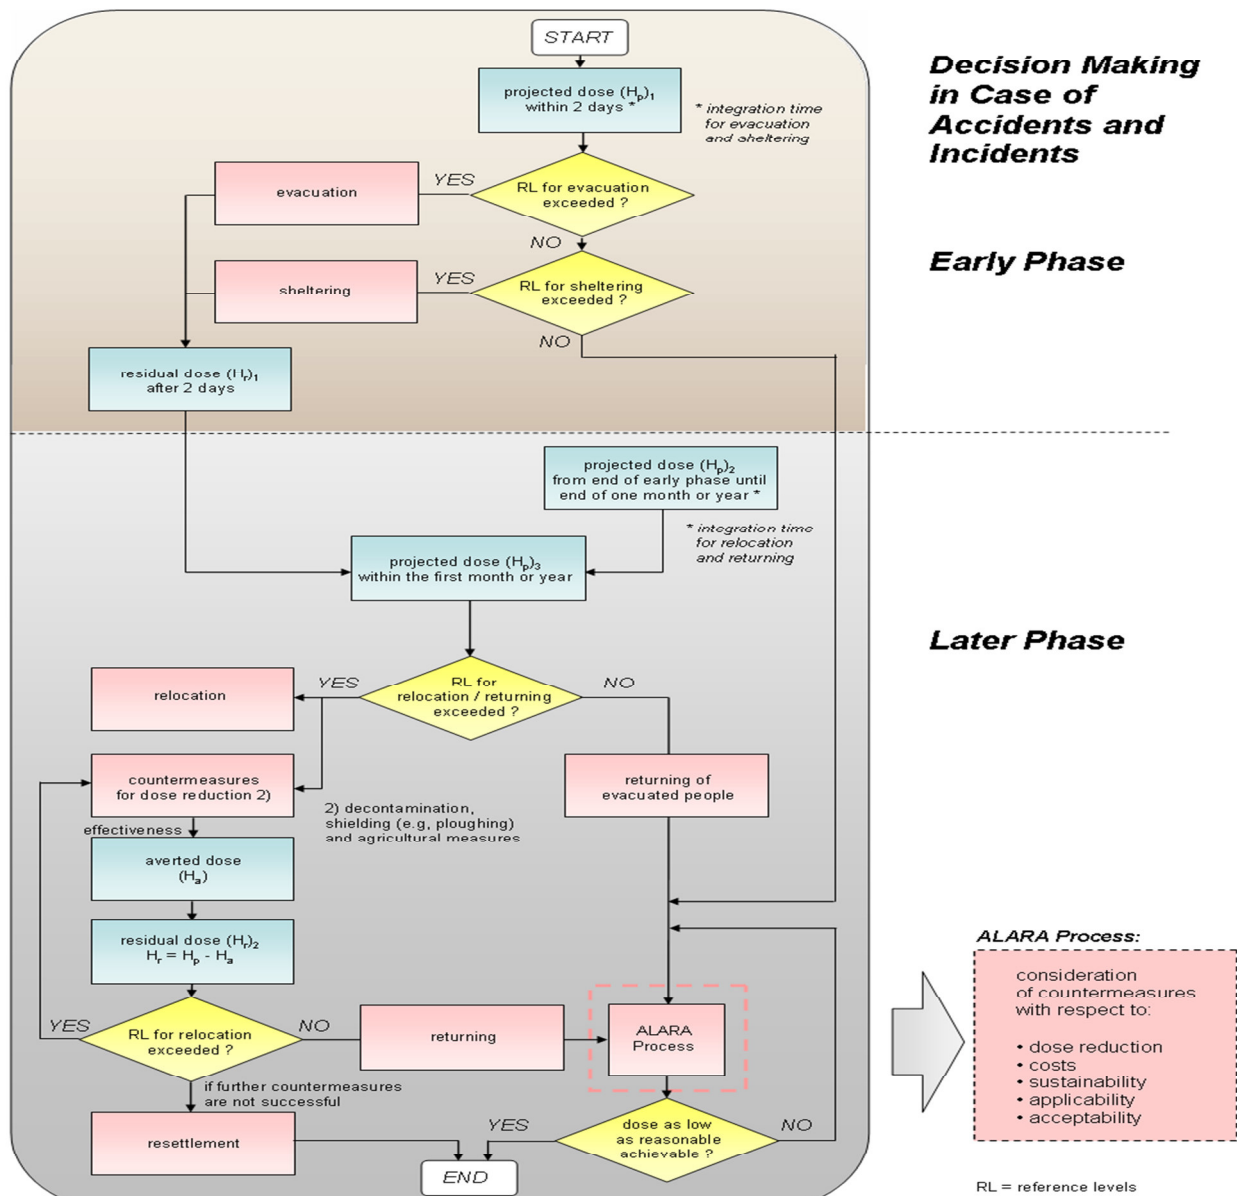 START
Decision Making
in Case of
Accidents and
Incidents
projected dose (Hp)1
within 2 days *
* integration time
for evacuation
and sheltering
evacuation
YES
RL for evacuation
exceeded ?
NO
Early Phase
sheltering
YES
RL for sheltering
exceeded ?
NO
residual dose (Hr)1
after 2 days
projected dose (Hp)2
from end of early phase until
end of one month or year *
* integration time
for relocation
and returning
projected dose (Hp)3
within the first month or year
Later Phase
relocation
YES
RL for
relocation / returning
exceeded ?
NO
countermeasures
for dose reduction 2)
returning of
evacuated people
2) decontamination,
shielding (e.g, ploughing)
and agricultural measures
effectiveness
averted dose
(Ha)
residual dose (Hr)2
Hr = Hp - Ha
YES
RL for relocation
exceeded ?
NO
returning
ALARA
Process
if further countermeasures
are not successful
resettlement
YES
dose as low
as reasonable
achievable ?
NO
END
ALARA Process:
consideration
of countermeasures
with respect to:
• dose reduction
• costs
• sustainability
• applicability
• acceptability
RL = reference levels